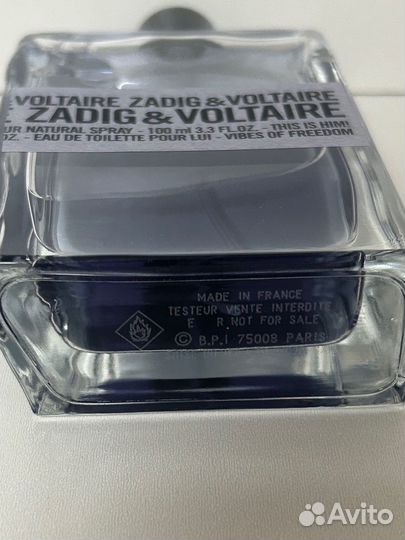 VOLTAIRE ZADIG & VOLTAIRE
ZADIG & VOLTAIRE
UR NATURAL SPRAY - 100 ml 3.3 FL.OZ. - THIS IS HIM!
OZ. - EAU DE TOILETTE POUR LUI - VIBES OF FREEDOM
MADE IN FRANCE
TESTEUR VENTE INTERDITE
E R.NOT FOR SALE
© B.P.i 75008 PARIS
Avito